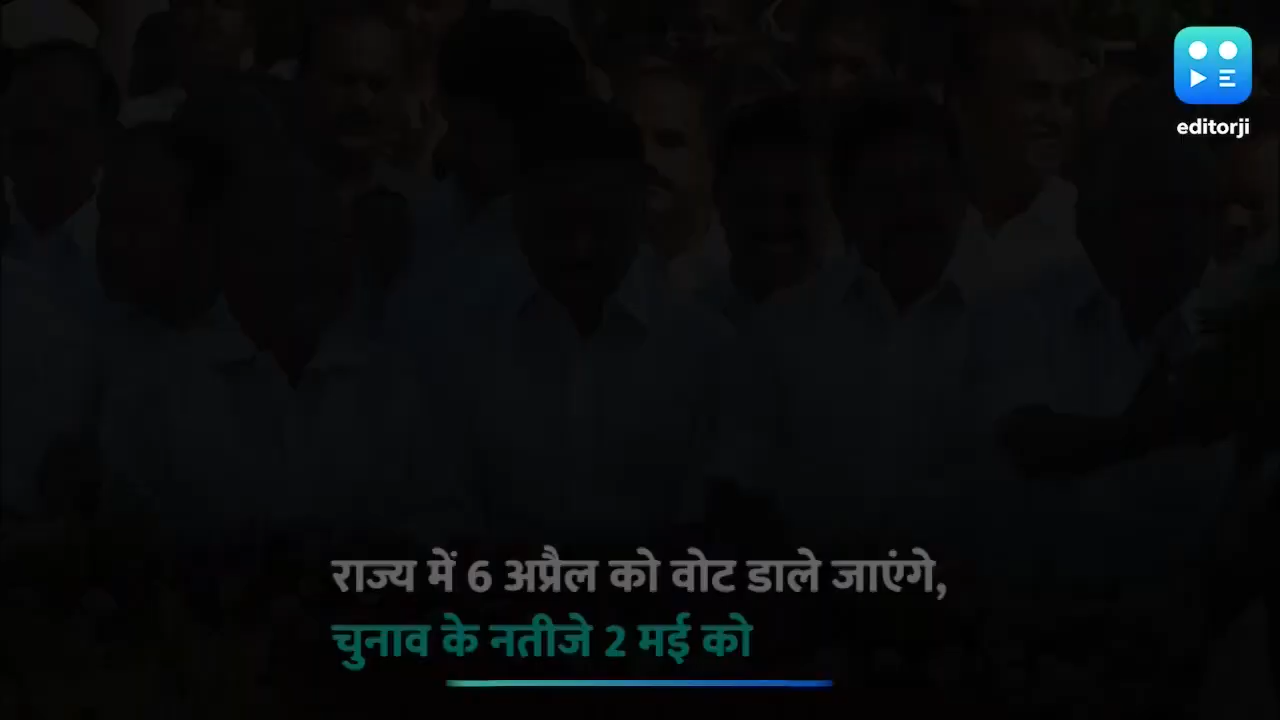 editorji
राज्य में 6 अप्रैल को वोट डाले जाएंगे,
चुनाव के नतीजे 2 मई को